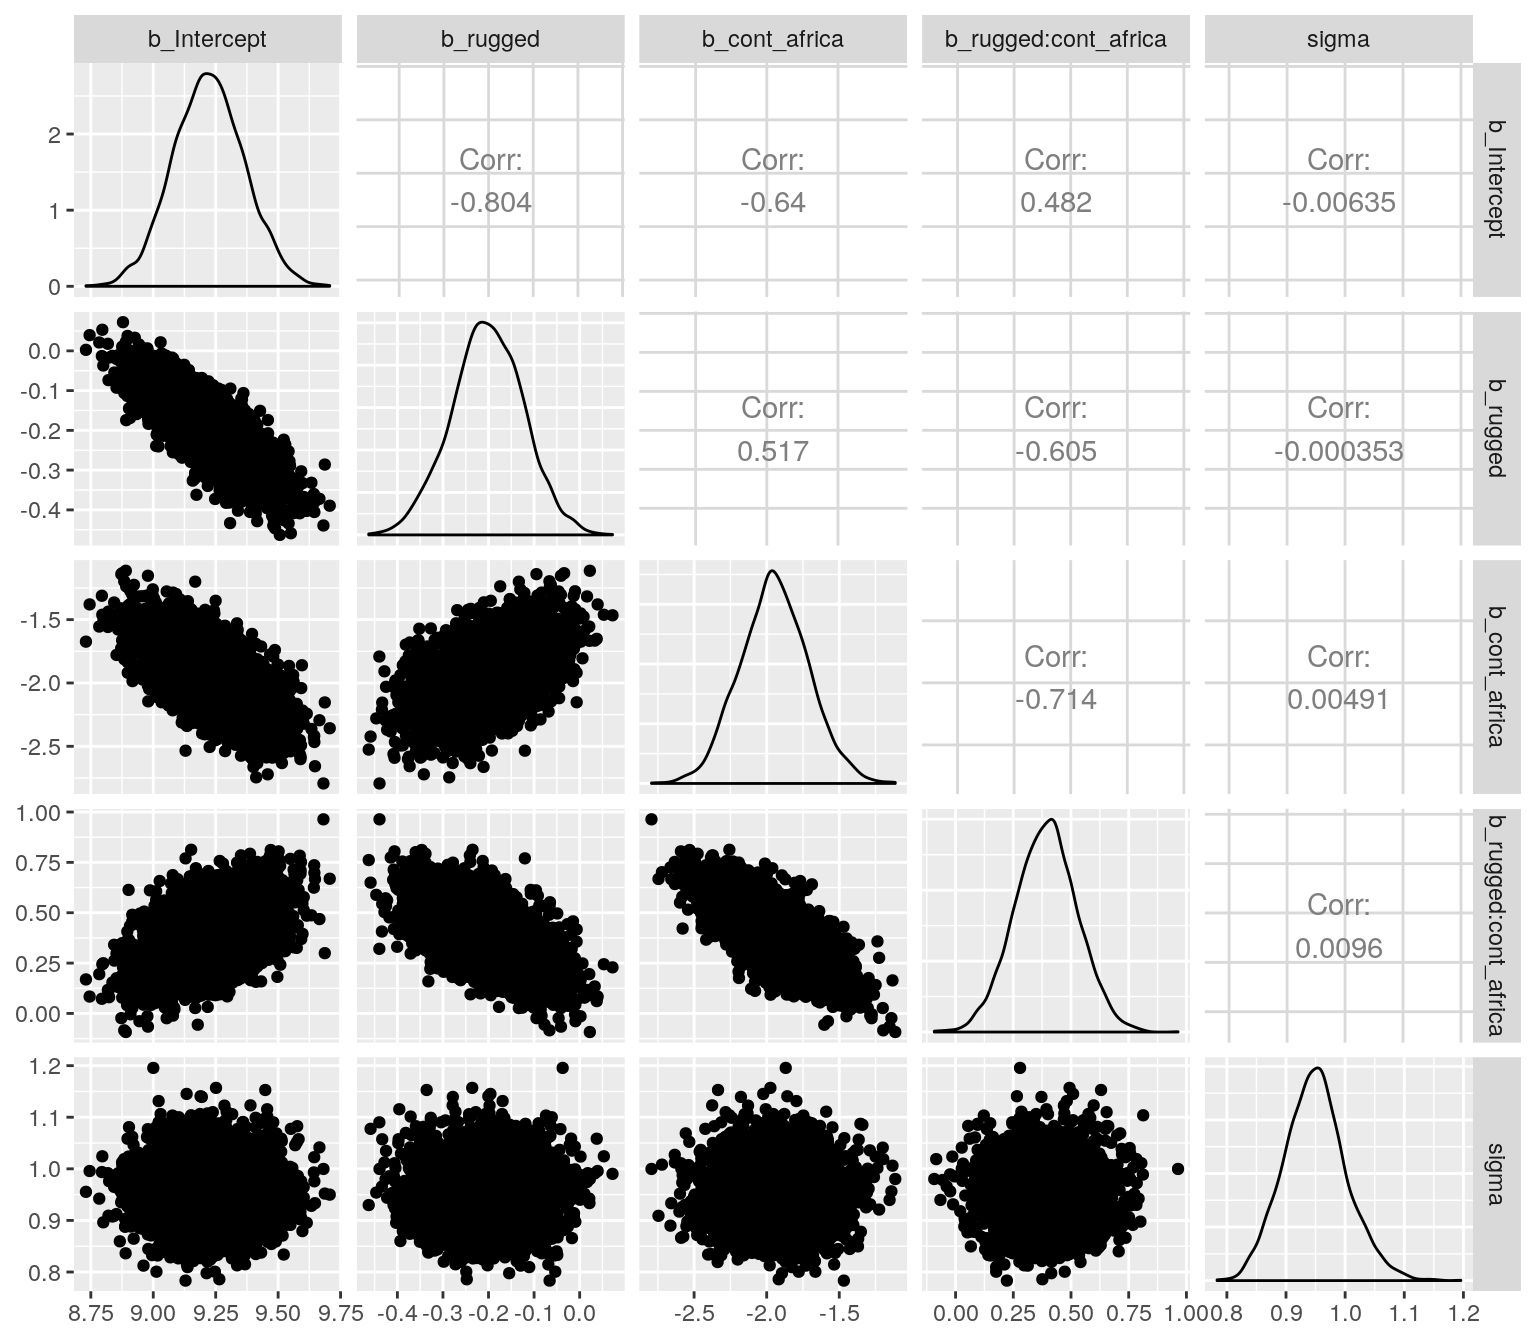 b_Intercept
b_rugged
b_cont_africa
b_rugged:cont_africa
sigma
2
1
0
Corr:
-0.804
Corr:
-0.64
Corr:
0.482
Corr:
-0.00635
b_Intercept
0.0
-0.1
-0.2
-0.3
-0.4
Corr:
0.517
Corr:
-0.605
Corr:
-0.000353
b_rugged
-1.5
-2.0
-2.5
Corr:
-0.714
Corr:
0.00491
b_cont_africa
1.00
0.75
0.50
0.25
0.00
Corr:
0.0096
b_rugged:cont_africa
1.2
1.1
1.0
0.9
0.8
sigma
8.75 9.00 9.25 9.50 9.75
-0.4 -0.3 -0.2 -0.1 0.0
-2.5 -2.0 -1.5
0.00 0.25 0.50 0.75 1.00
0.8 0.9 1.0 1.1 1.2